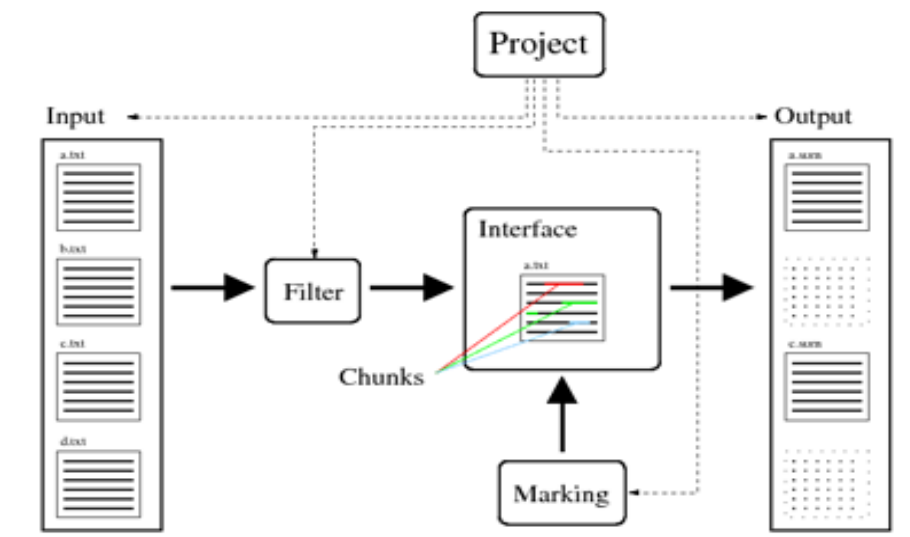 Project
Input
Output
a.txt
b.txt
c.txt
d.txt
Filter
Interface
a.txt
Chunks
Marking
a.sum
c.sum